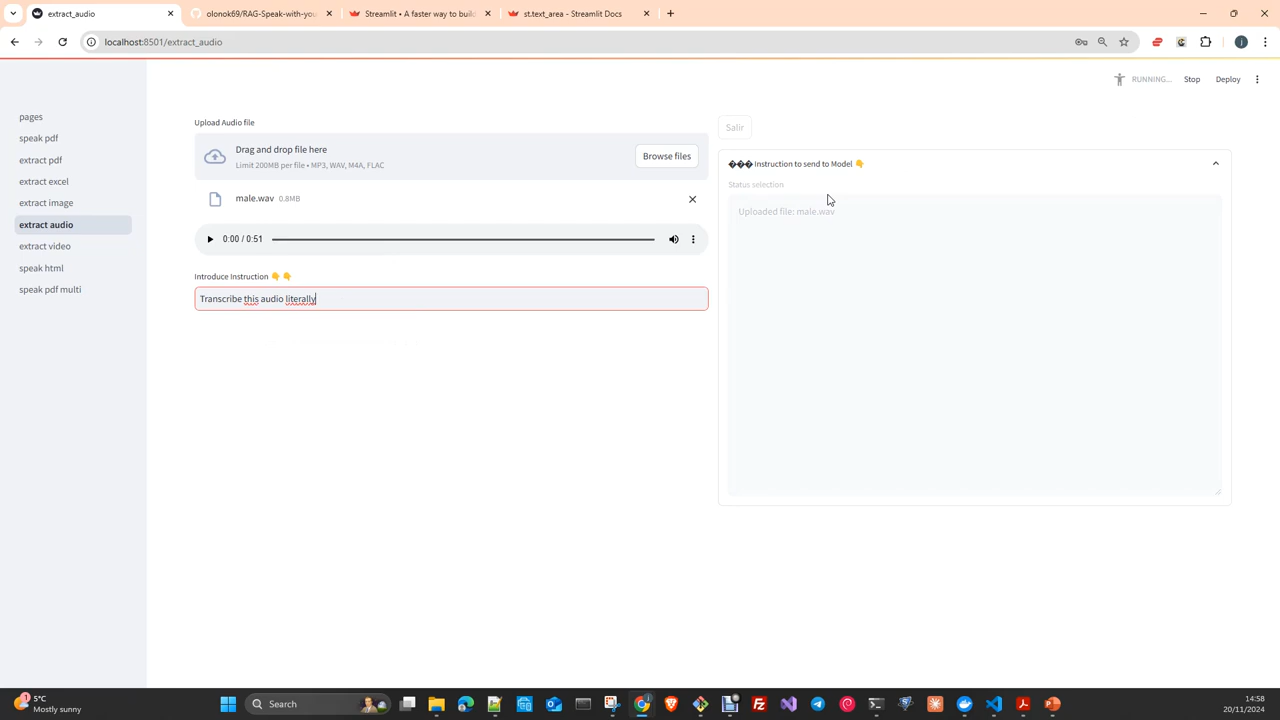 extract_audio
olonok69/RAG-Speak-with-you
Streamlit • A faster way to build
st.text_area - Streamlit Docs
localhost:8501/extract_audio
RUNNING...
Stop
Deploy
pages
speak pdf
extract pdf
extract excel
extract image
extract audio
extract video
speak html
speak pdf multi
Upload Audio file
Drag and drop file here
Limit 200MB per file • MP3, WAV, M4A, FLAC
Browse files
male.wav 0.8MB
0:00 / 0:51
Introduce Instruction 👇 👇
Transcribe this audio literally
Salir
��� Instruction to send to Model 👇
Status selection
Uploaded file: male.wav
1
5°C
Mostly sunny
Search
14:58
20/11/2024